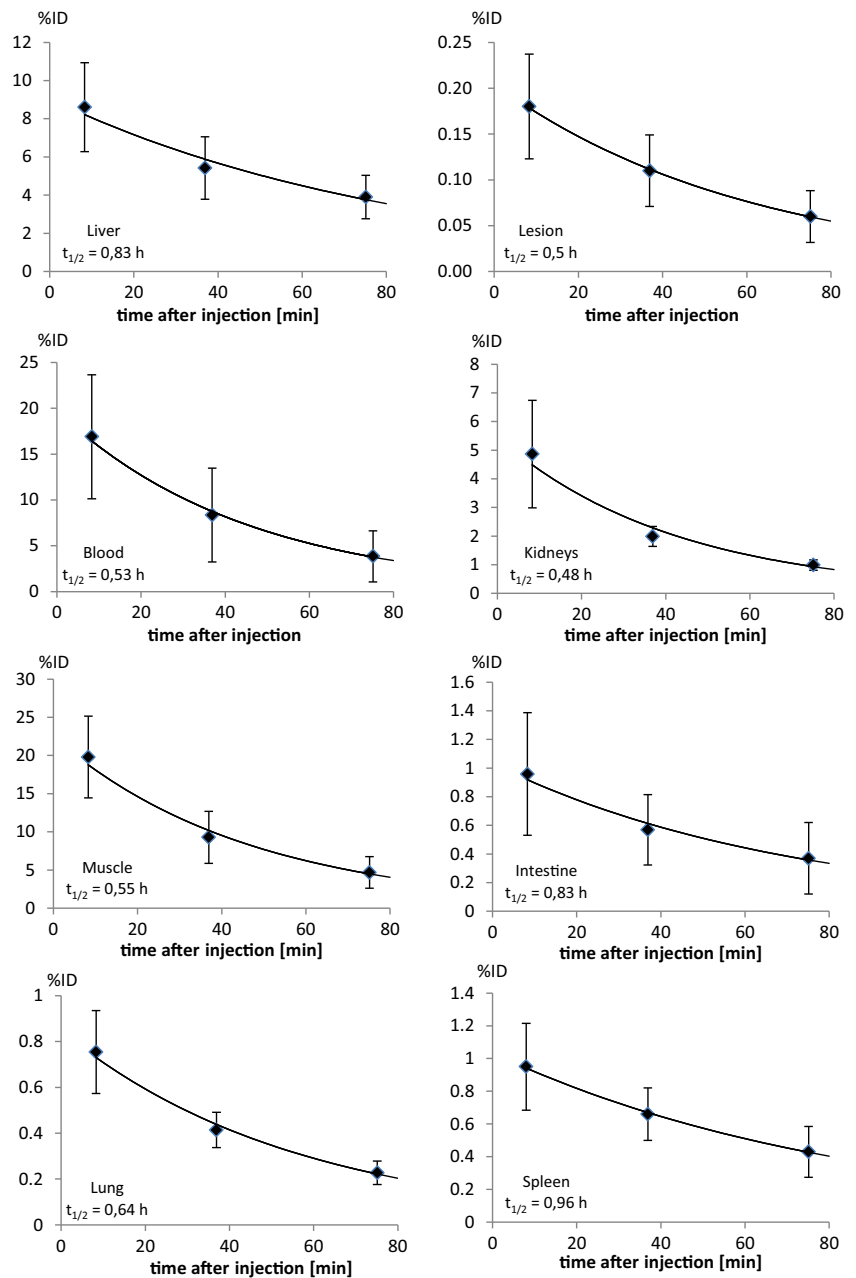 %ID
12
10
8
6
4
2
0
Liver
t1/2 = 0,83 h
0 20 40 60 80
time after injection [min]
%ID
0.25
0.20
0.15
0.10
0.05
0.00
Lesion
t1/2 = 0,5 h
0 20 40 60 80
time after injection
%ID
25
20
15
10
5
0
Blood
t1/2 = 0,53 h
0 20 40 60 80
time after injection
%ID
8
7
6
5
4
3
2
1
0
Kidneys
t1/2 = 0,48 h
0 20 40 60 80
time after injection [min]
%ID
30
25
20
15
10
5
0
Muscle
t1/2 = 0,55 h
0 20 40 60 80
time after injection [min]
%ID
1.6
1.4
1.2
1
0.8
0.6
0.4
0.2
0
Intestine
t1/2 = 0,83 h
0 20 40 60 80
time after injection [min]
%ID
1
0.8
0.6
0.4
0.2
0
Lung
t1/2 = 0,64 h
0 20 40 60 80
time after injection [min]
%ID
1.4
1.2
1
0.8
0.6
0.4
0.2
0
Spleen
t1/2 = 0,96 h
0 20 40 60 80
time after injection [min]